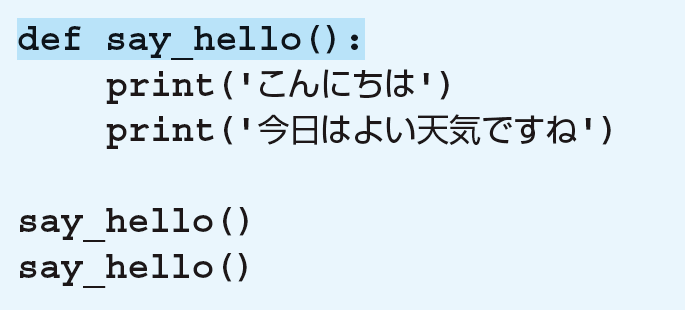 def say_hello():
    print('こんにちは')
    print('今日はよい天気ですね')

say_hello()
say_hello()